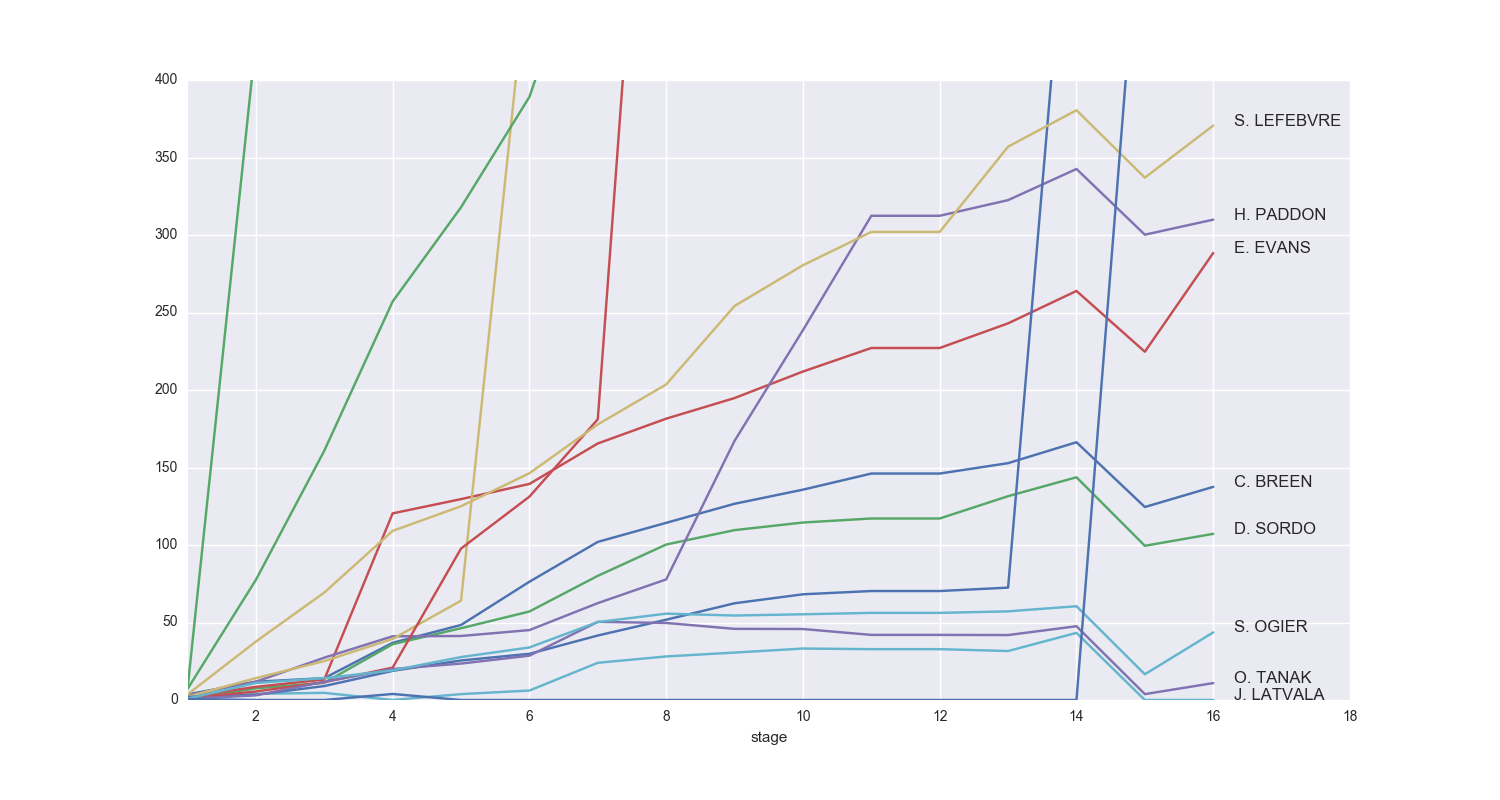 400
350
300
250
200
150
100
50
0
S. LEFEBVRE
H. PADDON
E. EVANS
C. BREEN
D. SORDO
S. OGIER
O. TANAK
J. LATVALA
2 4 6 8 10 12 14 16 18
stage